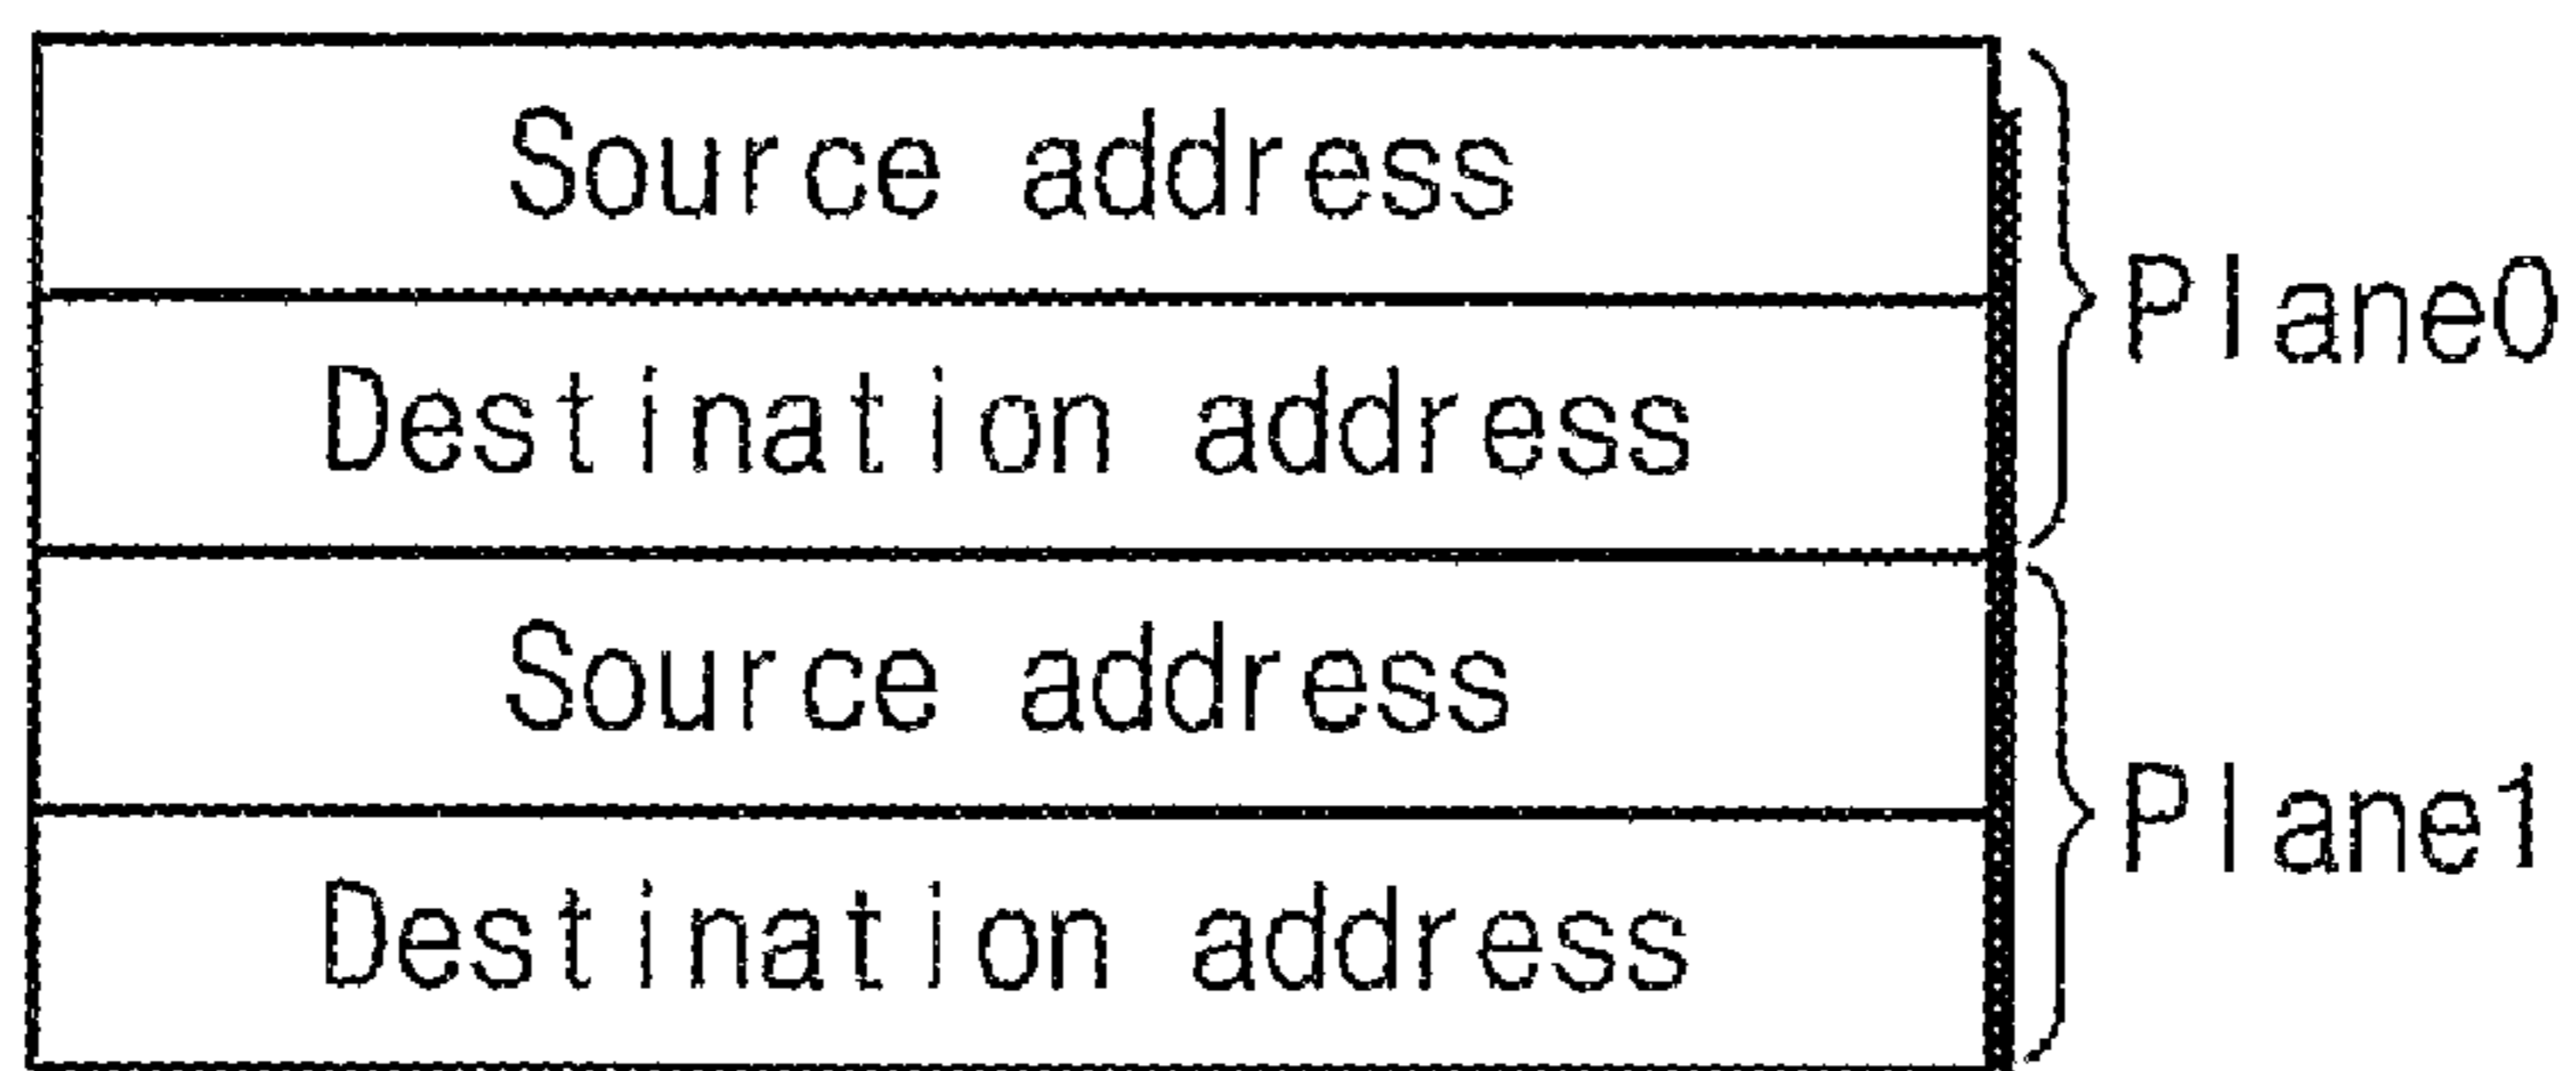 Source address
Destination address
Plane0
Source address
Destination address
Plane1